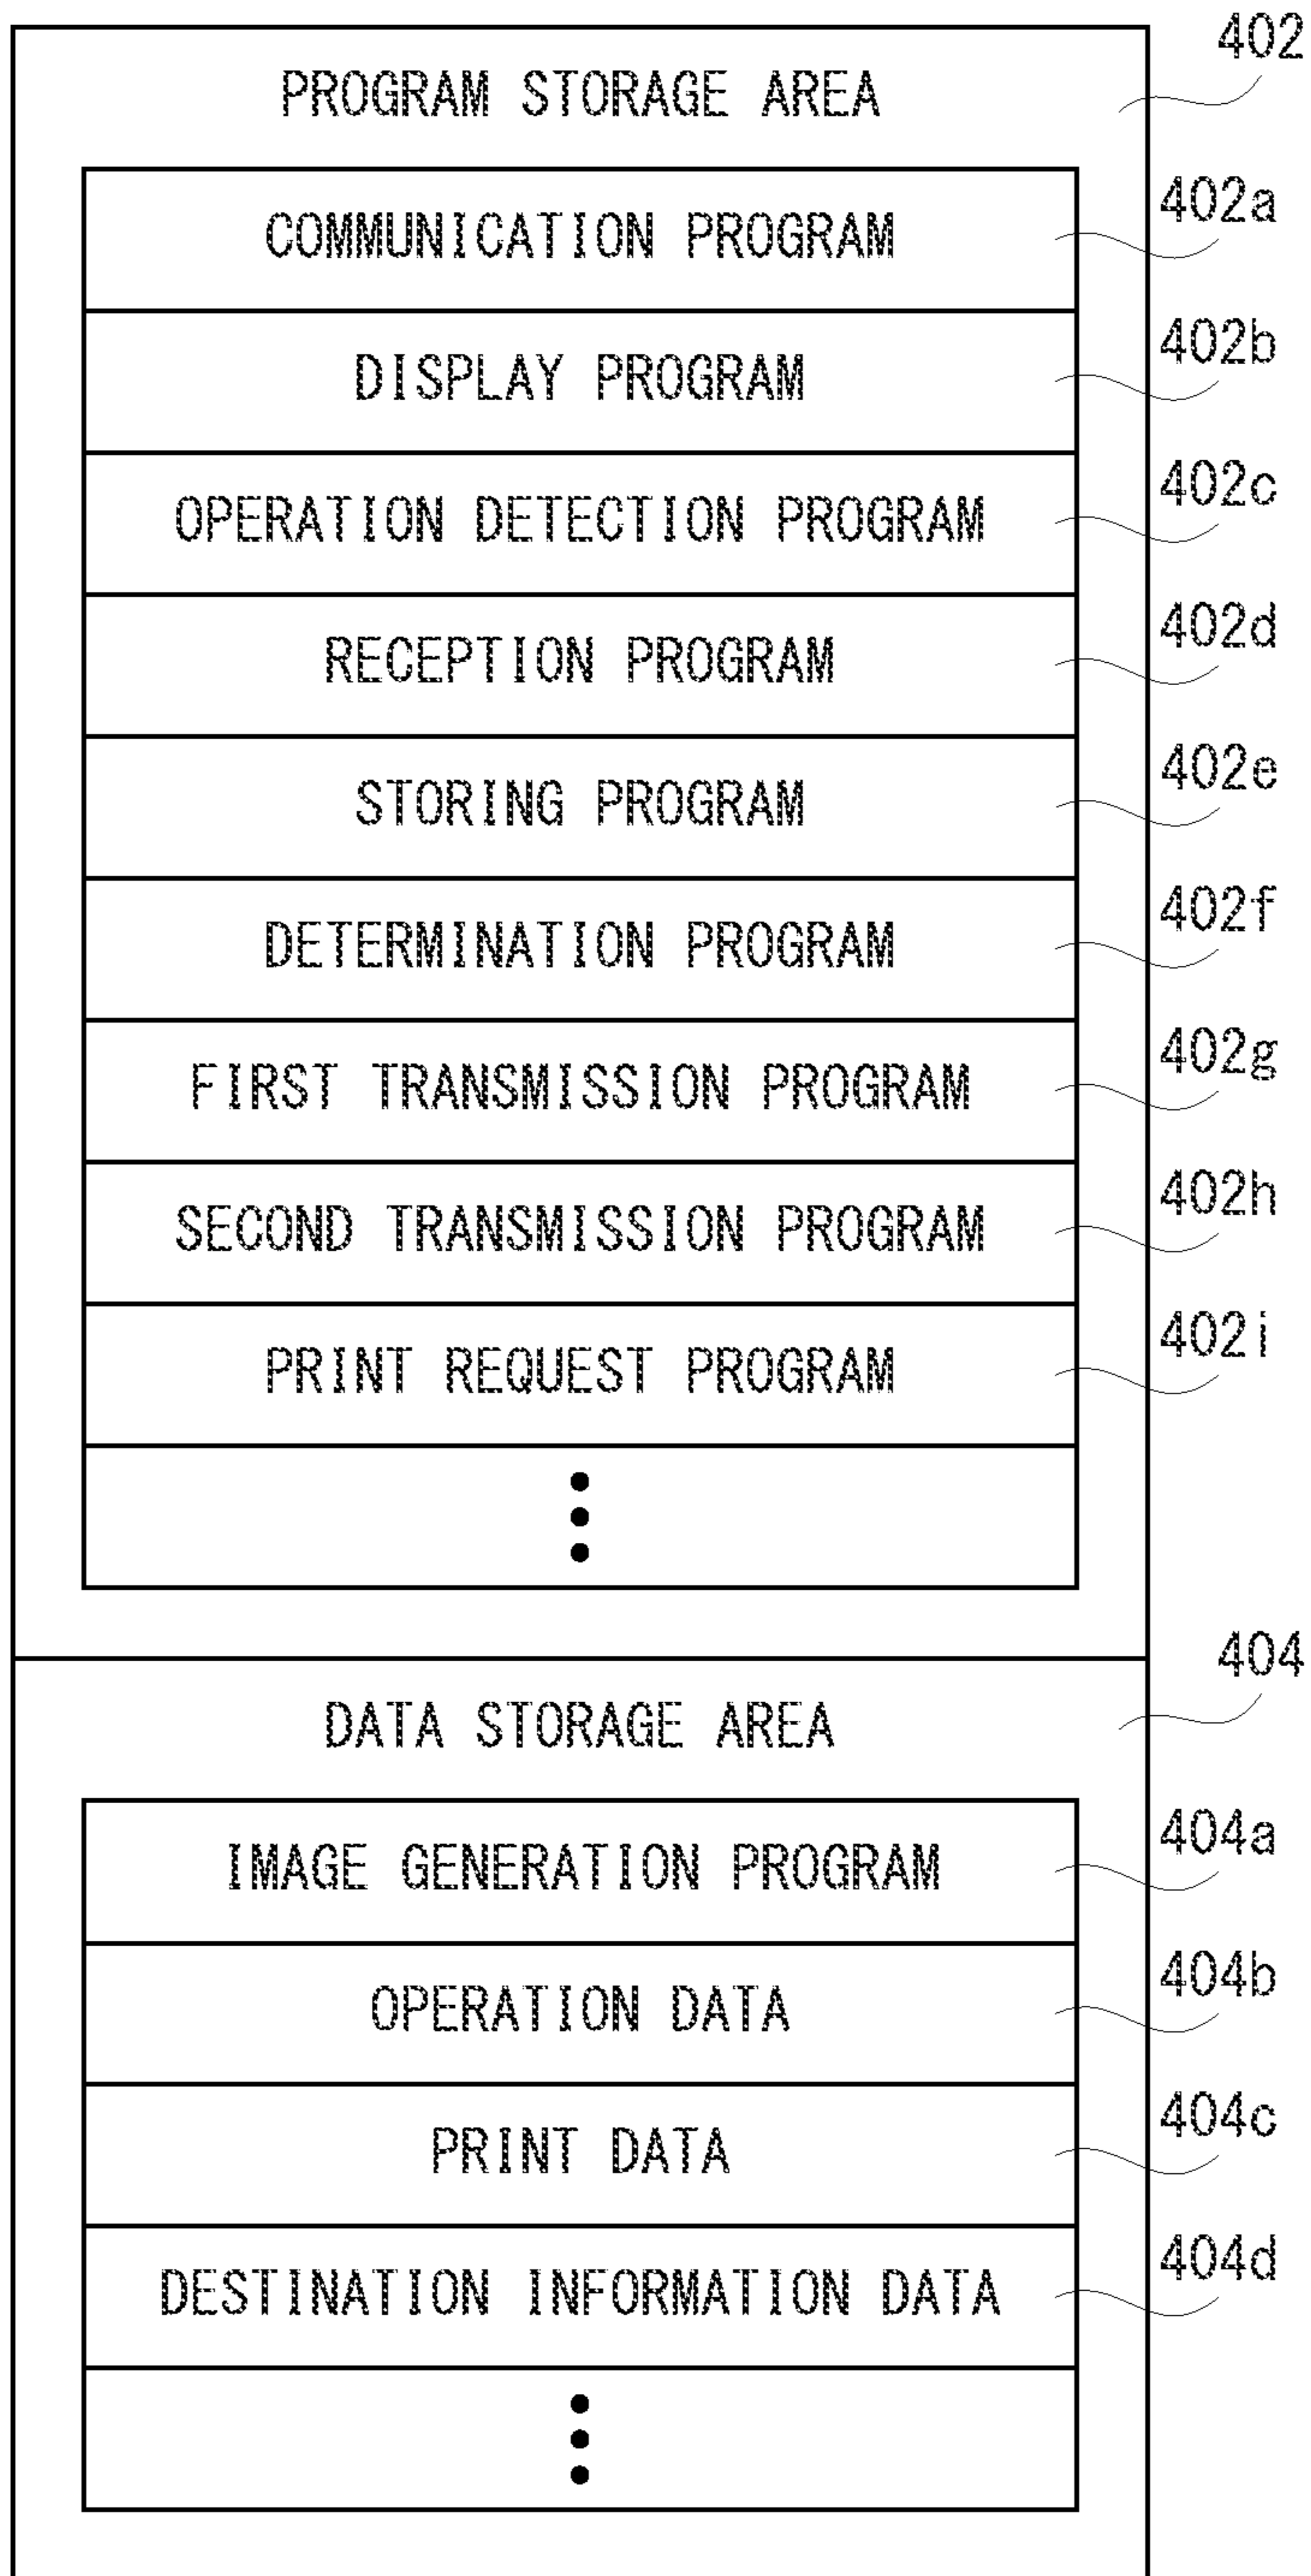 402
PROGRAM STORAGE AREA
402a
COMMUNICATION PROGRAM
402b
DISPLAY PROGRAM
402c
OPERATION DETECTION PROGRAM
402d
RECEPTION PROGRAM
402e
STORING PROGRAM
402f
DETERMINATION PROGRAM
402g
FIRST TRANSMISSION PROGRAM
402h
SECOND TRANSMISSION PROGRAM
402i
PRINT REQUEST PROGRAM
404
DATA STORAGE AREA
404a
IMAGE GENERATION PROGRAM
404b
OPERATION DATA
404c
PRINT DATA
404d
DESTINATION INFORMATION DATA